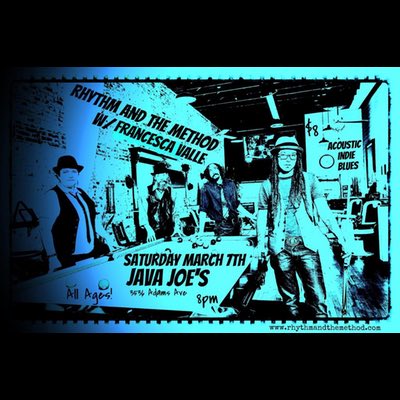 RHYTHM AND THE METHOD
W/ FRANCESCA VALLE
$8
ACOUSTIC
INDIE
BLUES
SATURDAY MARCH 7TH
JAVA JOE'S
3536 Adams Ave
8pm
All Ages!
www.rhythmandthemethod.com